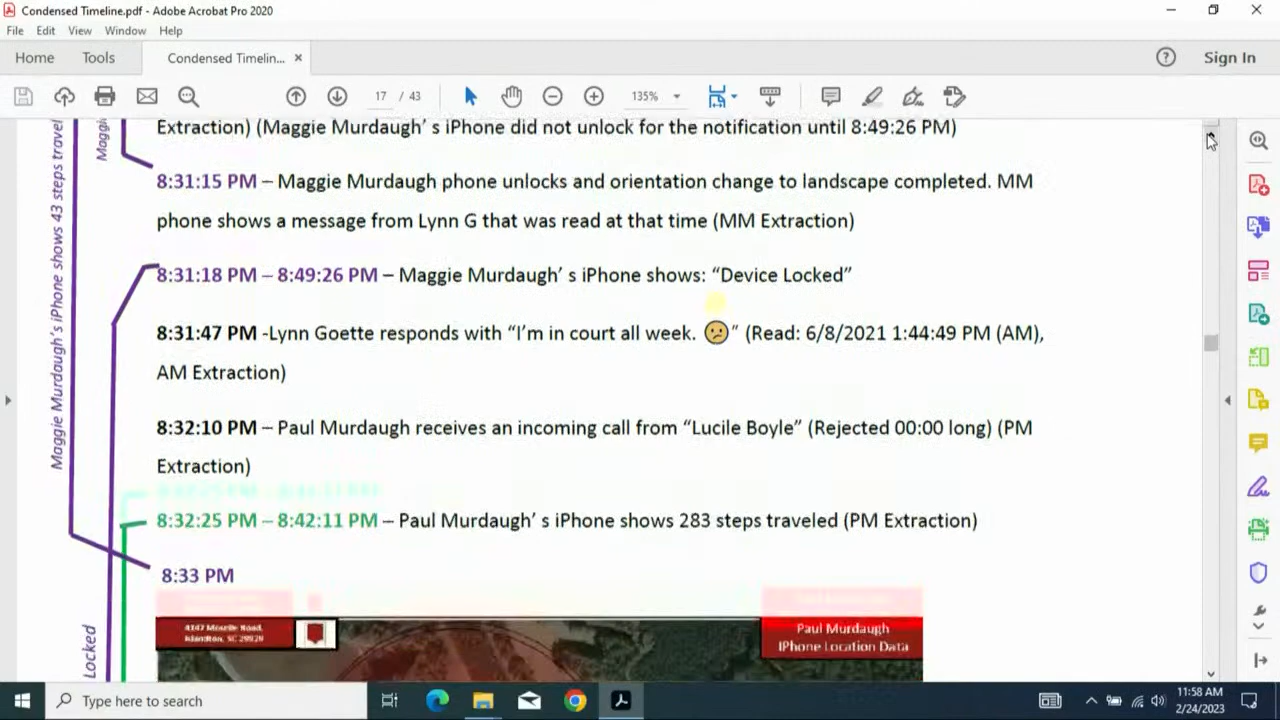 Condensed Timeline.pdf - Adobe Acrobat Pro 2020
File Edit View Window Help
Home Tools Condensed Timelin... × Sign In
17 / 43 135%
Extraction) (Maggie Murdaugh' s iPhone did not unlock for the notification until 8:49:26 PM)
8:31:15 PM – Maggie Murdaugh phone unlocks and orientation change to landscape completed. MM
phone shows a message from Lynn G that was read at that time (MM Extraction)
8:31:18 PM – 8:49:26 PM – Maggie Murdaugh' s iPhone shows: “Device Locked”
8:31:47 PM -Lynn Goette responds with “I’m in court all week. 😕” (Read: 6/8/2021 1:44:49 PM (AM),
AM Extraction)
8:32:10 PM – Paul Murdaugh receives an incoming call from “Lucile Boyle” (Rejected 00:00 long) (PM
Extraction)
8:32:25 PM – 8:42:11 PM – Paul Murdaugh' s iPhone shows 283 steps traveled (PM Extraction)
8:33 PM
Maggie Murdaugh's iPhone shows 43 steps travel
Maggi
Locked
4147 Moselle Road,
Islandton, SC 29929
Paul Murdaugh
IPhone Location Data
Type here to search
11:58 AM
2/24/2023